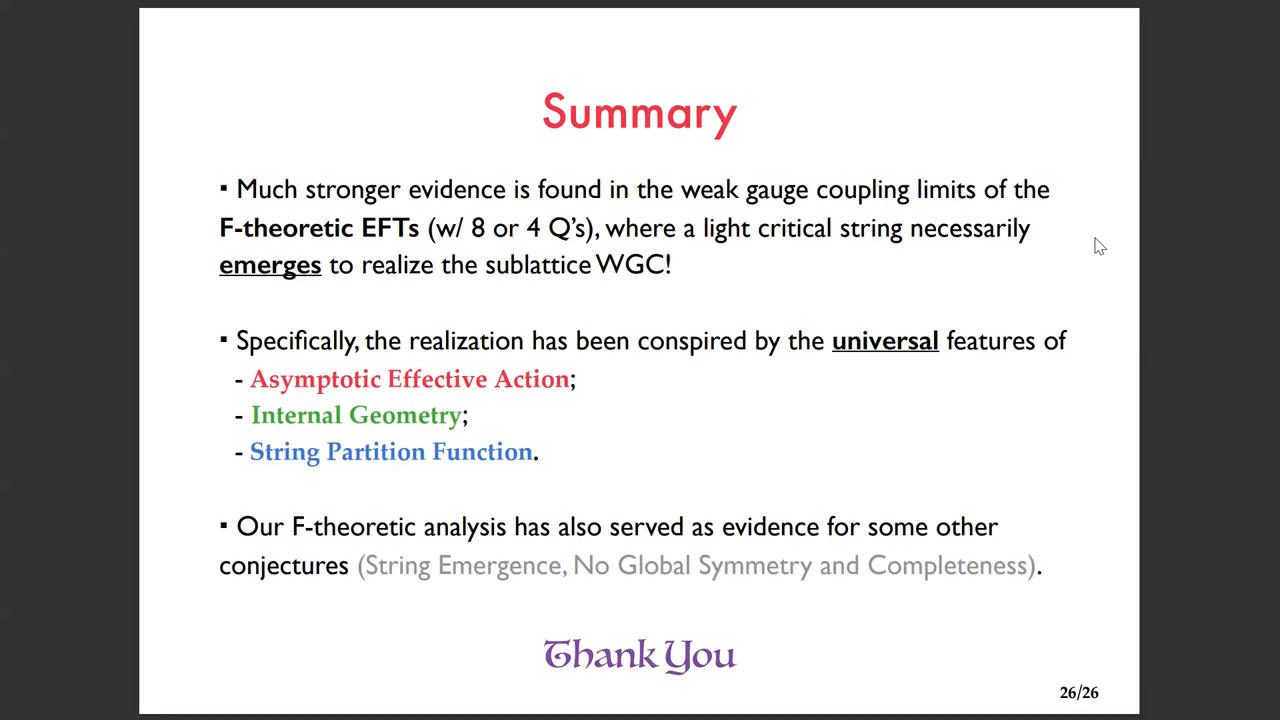 Summary
▪ Much stronger evidence is found in the weak gauge coupling limits of the
F-theoretic EFTs (w/ 8 or 4 Q's), where a light critical string necessarily
emerges to realize the sublattice WGC!
▪ Specifically, the realization has been conspired by the universal features of
- Asymptotic Effective Action;
- Internal Geometry;
- String Partition Function.
▪ Our F-theoretic analysis has also served as evidence for some other
conjectures (String Emergence, No Global Symmetry and Completeness).
Thank You
26/26